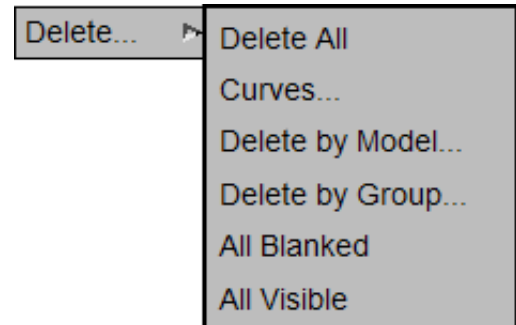 Delete...
Delete All
Curves...
Delete by Model...
Delete by Group...
All Blanked
All Visible